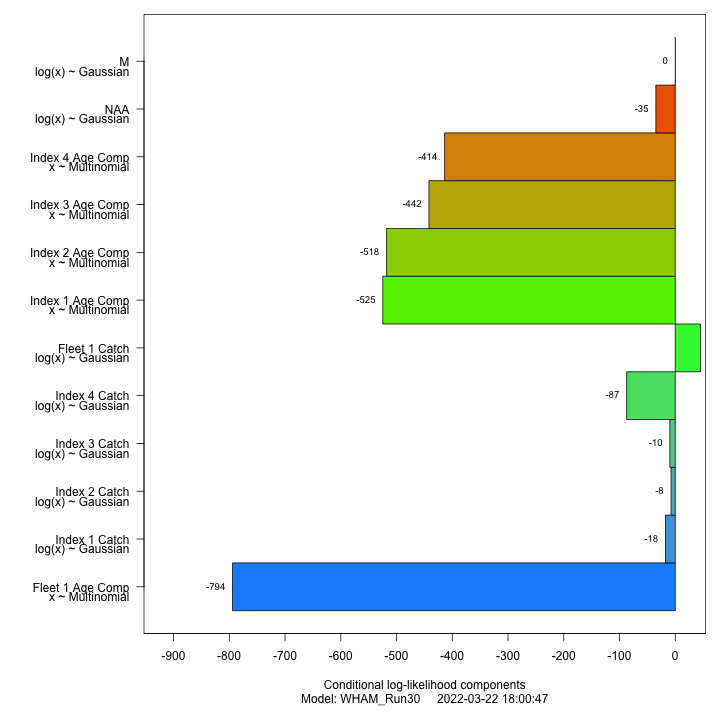 M
log(x) ~ Gaussian
0
NAA
log(x) ~ Gaussian
-35
Index 4 Age Comp
x ~ Multinomial
-414
Index 3 Age Comp
x ~ Multinomial
-442
Index 2 Age Comp
x ~ Multinomial
-518
Index 1 Age Comp
x ~ Multinomial
-525
Fleet 1 Catch
log(x) ~ Gaussian
Index 4 Catch
log(x) ~ Gaussian
-87
Index 3 Catch
log(x) ~ Gaussian
-10
Index 2 Catch
log(x) ~ Gaussian
-8
Index 1 Catch
log(x) ~ Gaussian
-18
Fleet 1 Age Comp
x ~ Multinomial
-794
-900 -800 -700 -600 -500 -400 -300 -200 -100 0
Conditional log-likelihood components
Model: WHAM_Run30 2022-03-22 18:00:47